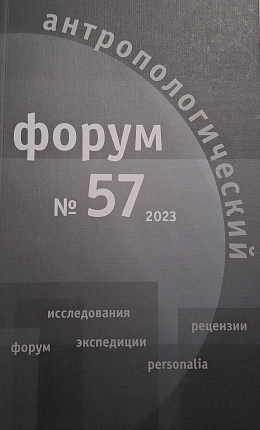 антропологический
форум
№ 57 2023
исследования
рецензии
форум
экспедиции
personalia